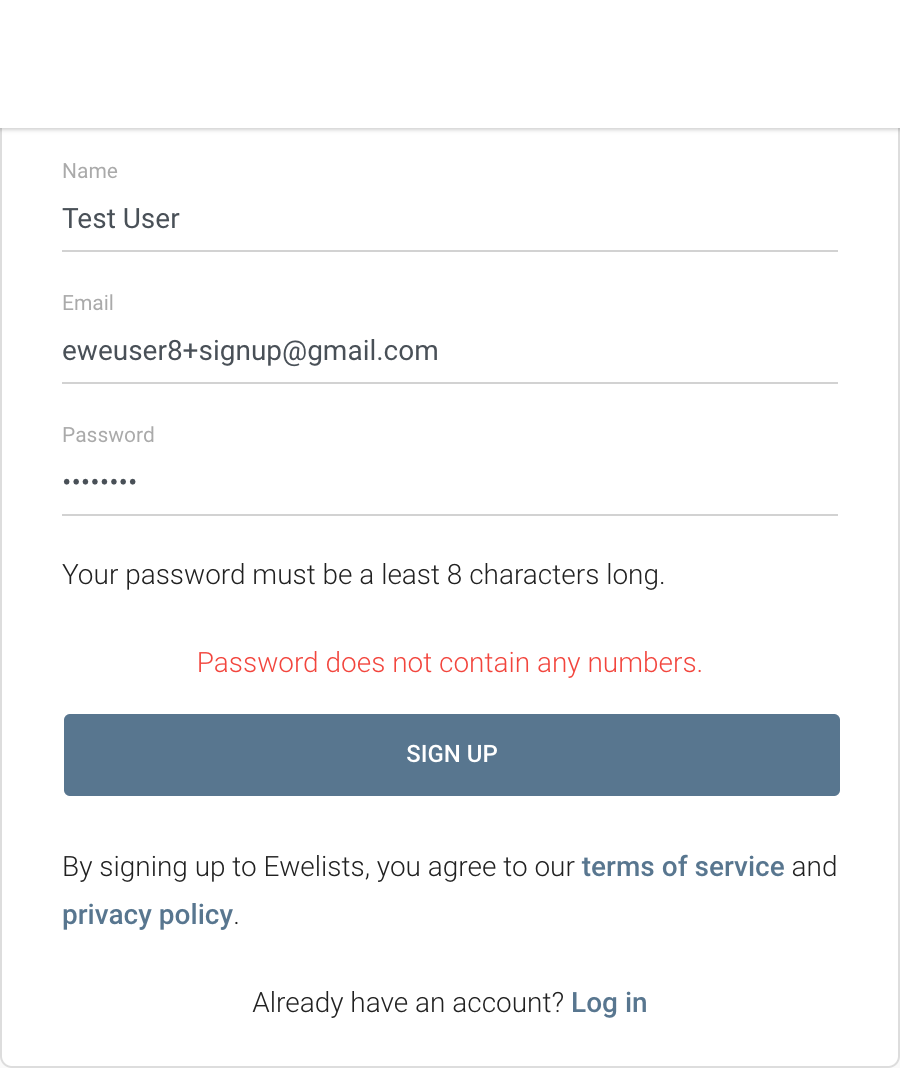 Name
Test User
Email
eweuser8+signup@gmail.com
Password
••••••••
Your password must be a least 8 characters long.
Password does not contain any numbers.
SIGN UP
By signing up to Ewelists, you agree to our terms of service and
privacy policy.
Already have an account? Log in